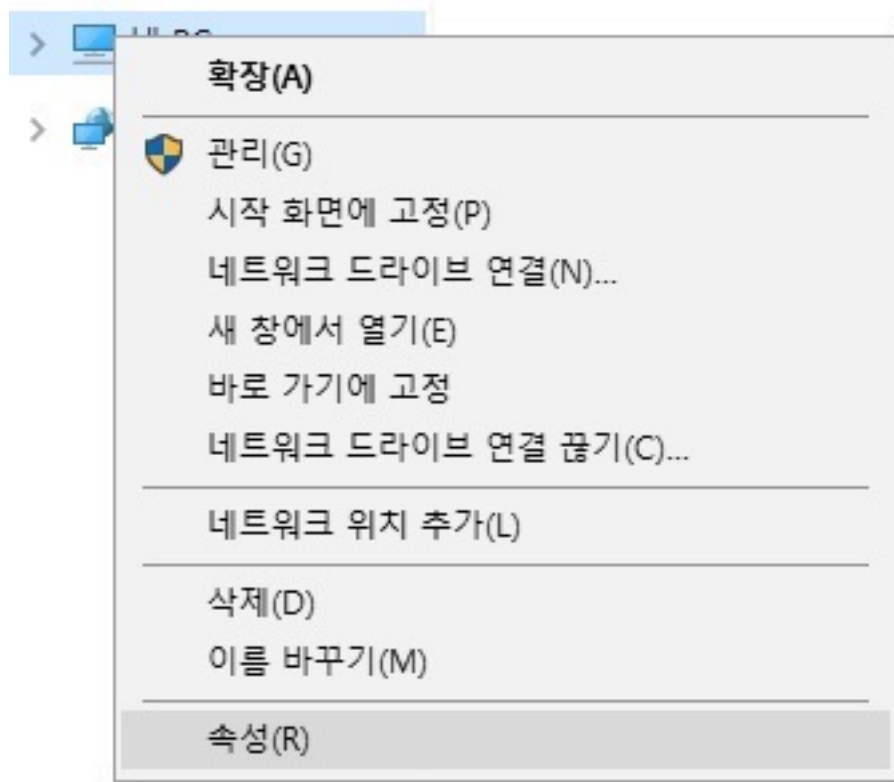 확장(A)
관리(G)
시작 화면에 고정(P)
네트워크 드라이브 연결(N)...
새 창에서 열기(E)
바로 가기에 고정
네트워크 드라이브 연결 끊기(C)...
네트워크 위치 추가(L)
삭제(D)
이름 바꾸기(M)
속성(R)